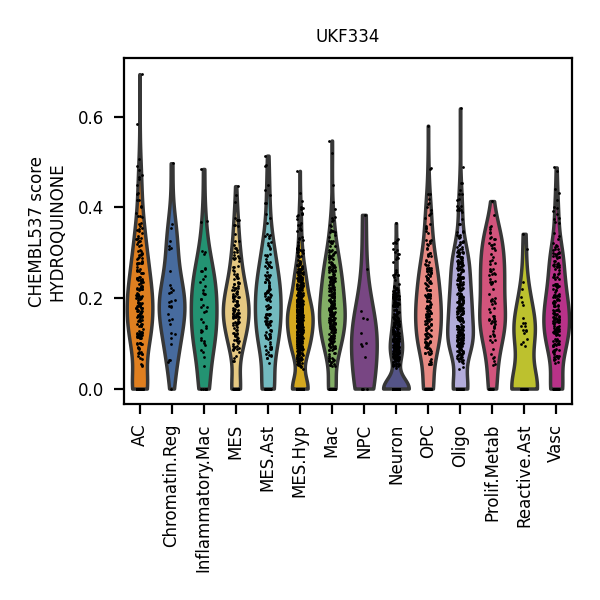 UKF334
CHEMBL537 score
HYDROQUINONE
0.6
0.4
0.2
0.0
AC
Chromatin.Reg
Inflammatory.Mac
MES
MES.Ast
MES.Hyp
Mac
NPC
Neuron
OPC
Oligo
Prolif.Metab
Reactive.Ast
Vasc